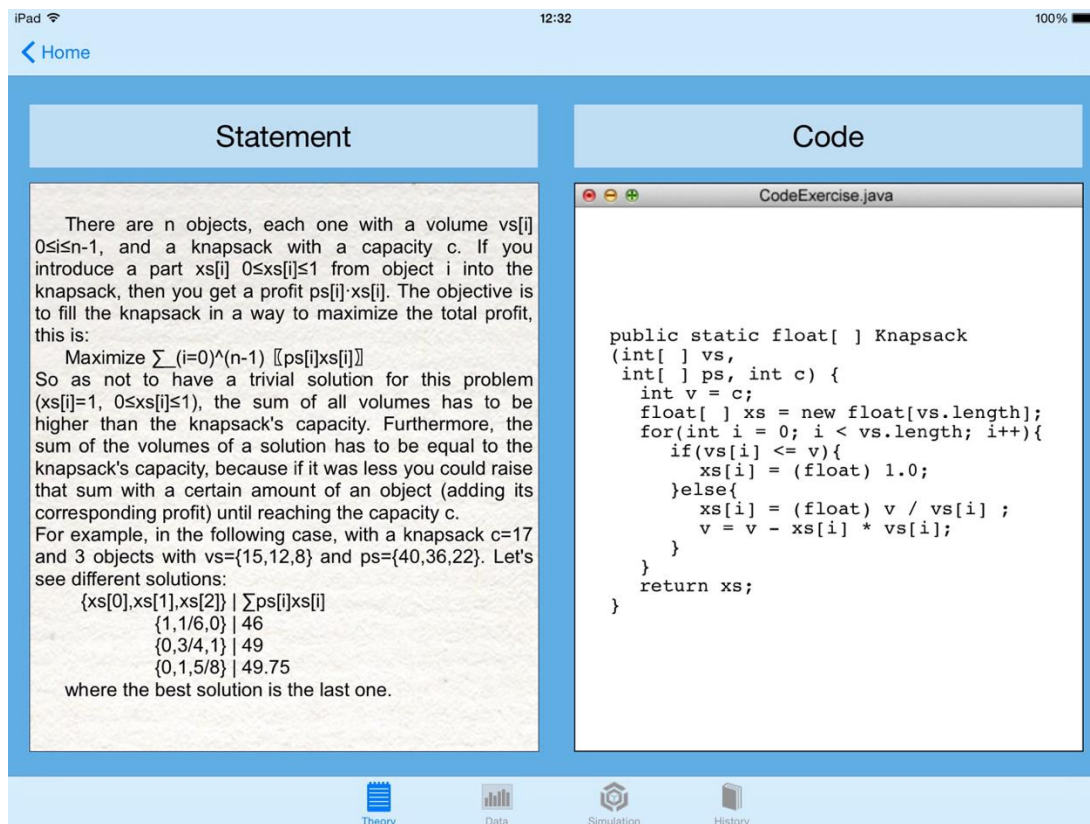 iPad 12:32 100%
Home
Statement
There are n objects, each one with a volume vs[i]
0≤i≤n-1, and a knapsack with a capacity c. If you
introduce a part xs[i] 0≤xs[i]≤1 from object i into the
knapsack, then you get a profit ps[i]·xs[i]. The objective is
to fill the knapsack in a way to maximize the total profit,
this is:
Maximize ∑_(i=0)^(n-1) 〖ps[i]xs[i]〗
So as not to have a trivial solution for this problem
(xs[i]=1, 0≤xs[i]≤1), the sum of all volumes has to be
higher than the knapsack's capacity. Furthermore, the
sum of the volumes of a solution has to be equal to the
knapsack's capacity, because if it was less you could raise
that sum with a certain amount of an object (adding its
corresponding profit) until reaching the capacity c.
For example, in the following case, with a knapsack c=17
and 3 objects with vs={15,12,8} and ps={40,36,22}. Let's
see different solutions:
{xs[0],xs[1],xs[2]} | ∑ps[i]xs[i]
{1,1/6,0} | 46
{0,3/4,1} | 49
{0,1,5/8} | 49.75
where the best solution is the last one.
Code
CodeExercise.java
public static float[ ] Knapsack
(int[ ] vs,
int[ ] ps, int c) {
int v = c;
float[ ] xs = new float[vs.length];
for(int i = 0; i < vs.length; i++){
if(vs[i] <= v){
xs[i] = (float) 1.0;
}else{
xs[i] = (float) v / vs[i] ;
v = v - xs[i] * vs[i];
}
}
return xs;
}
Theory Data Simulation History